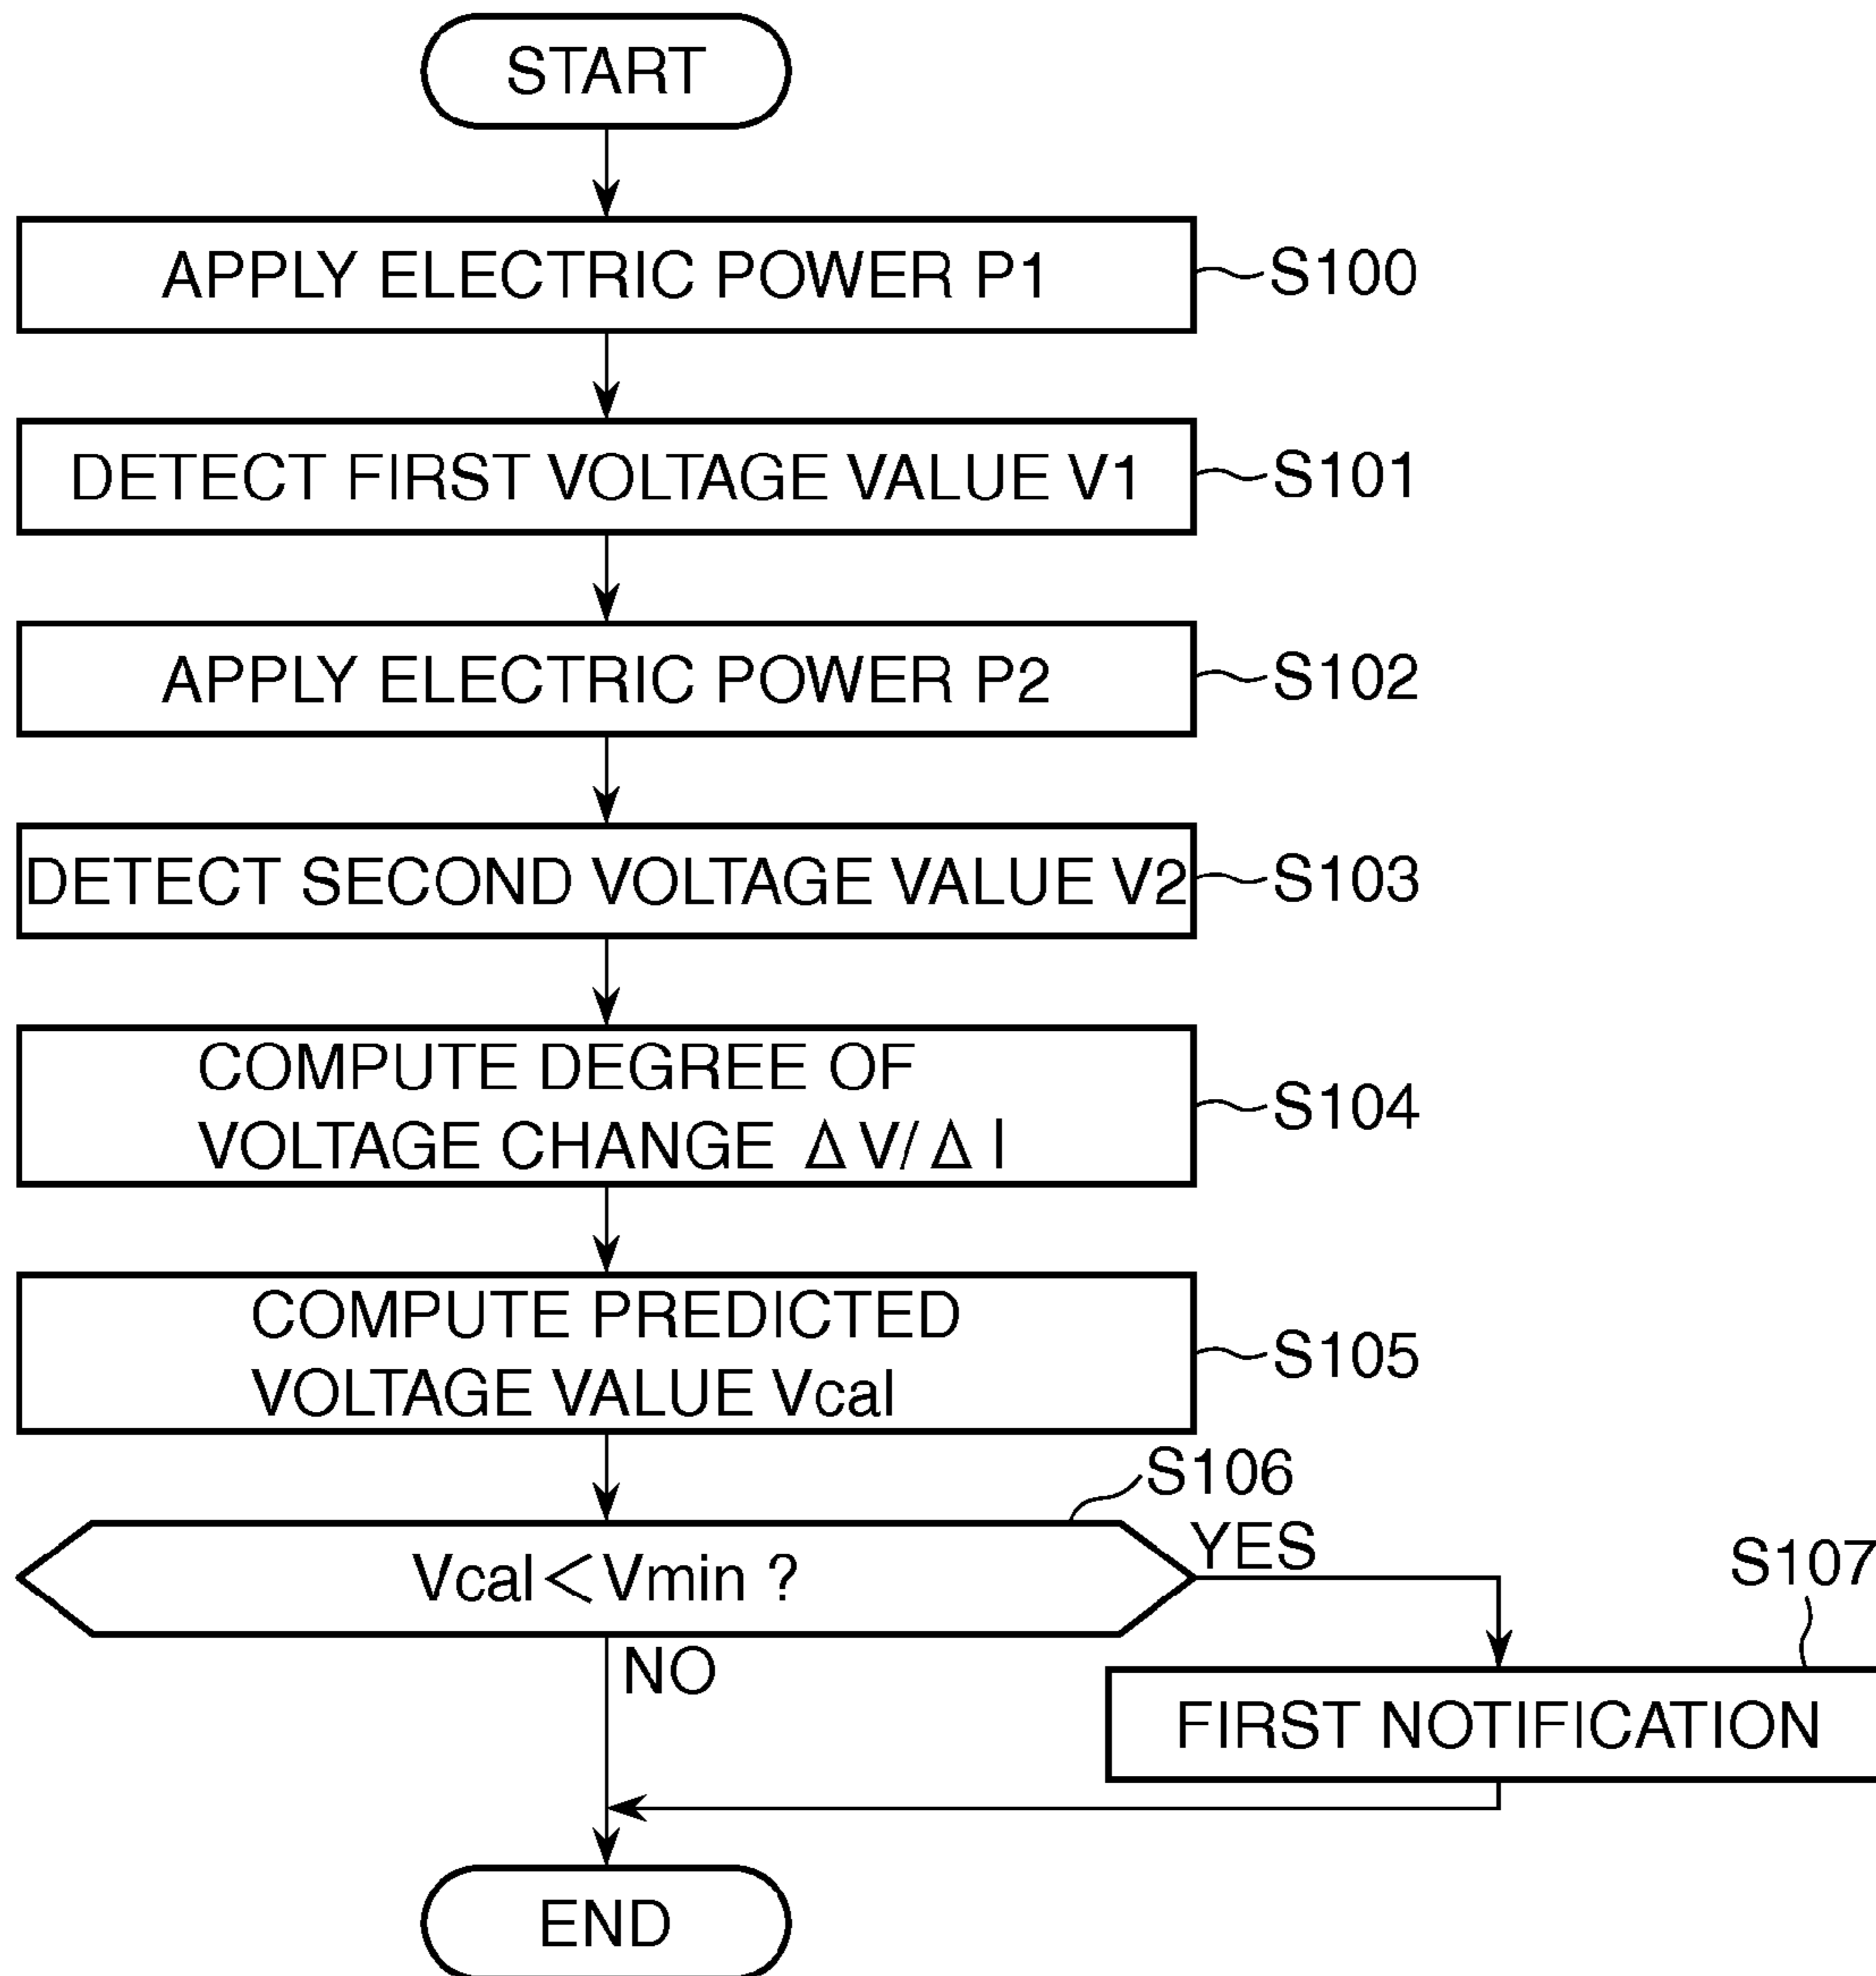 START
APPLY ELECTRIC POWER P1
S100
DETECT FIRST VOLTAGE VALUE V1
S101
APPLY ELECTRIC POWER P2
S102
DETECT SECOND VOLTAGE VALUE V2
S103
COMPUTE DEGREE OF
VOLTAGE CHANGE ΔV/ΔI
S104
COMPUTE PREDICTED
VOLTAGE VALUE Vcal
S105
S106
Vcal<Vmin ?
YES
S107
NO
FIRST NOTIFICATION
END